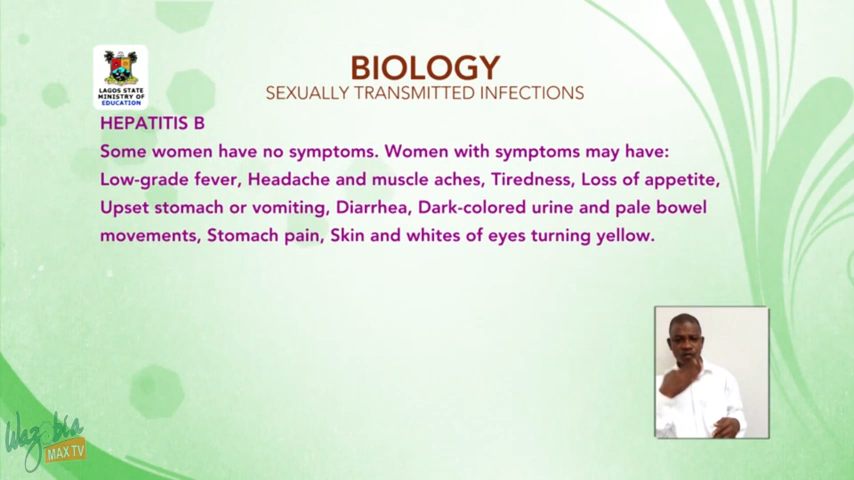 BIOLOGY
SEXUALLY TRANSMITTED INFECTIONS
LAGOS STATE
MINISTRY OF
EDUCATION
HEPATITIS B
Some women have no symptoms. Women with symptoms may have:
Low-grade fever, Headache and muscle aches, Tiredness, Loss of appetite,
Upset stomach or vomiting, Diarrhea, Dark-colored urine and pale bowel
movements, Stomach pain, Skin and whites of eyes turning yellow.
Wazobia
MAX TV